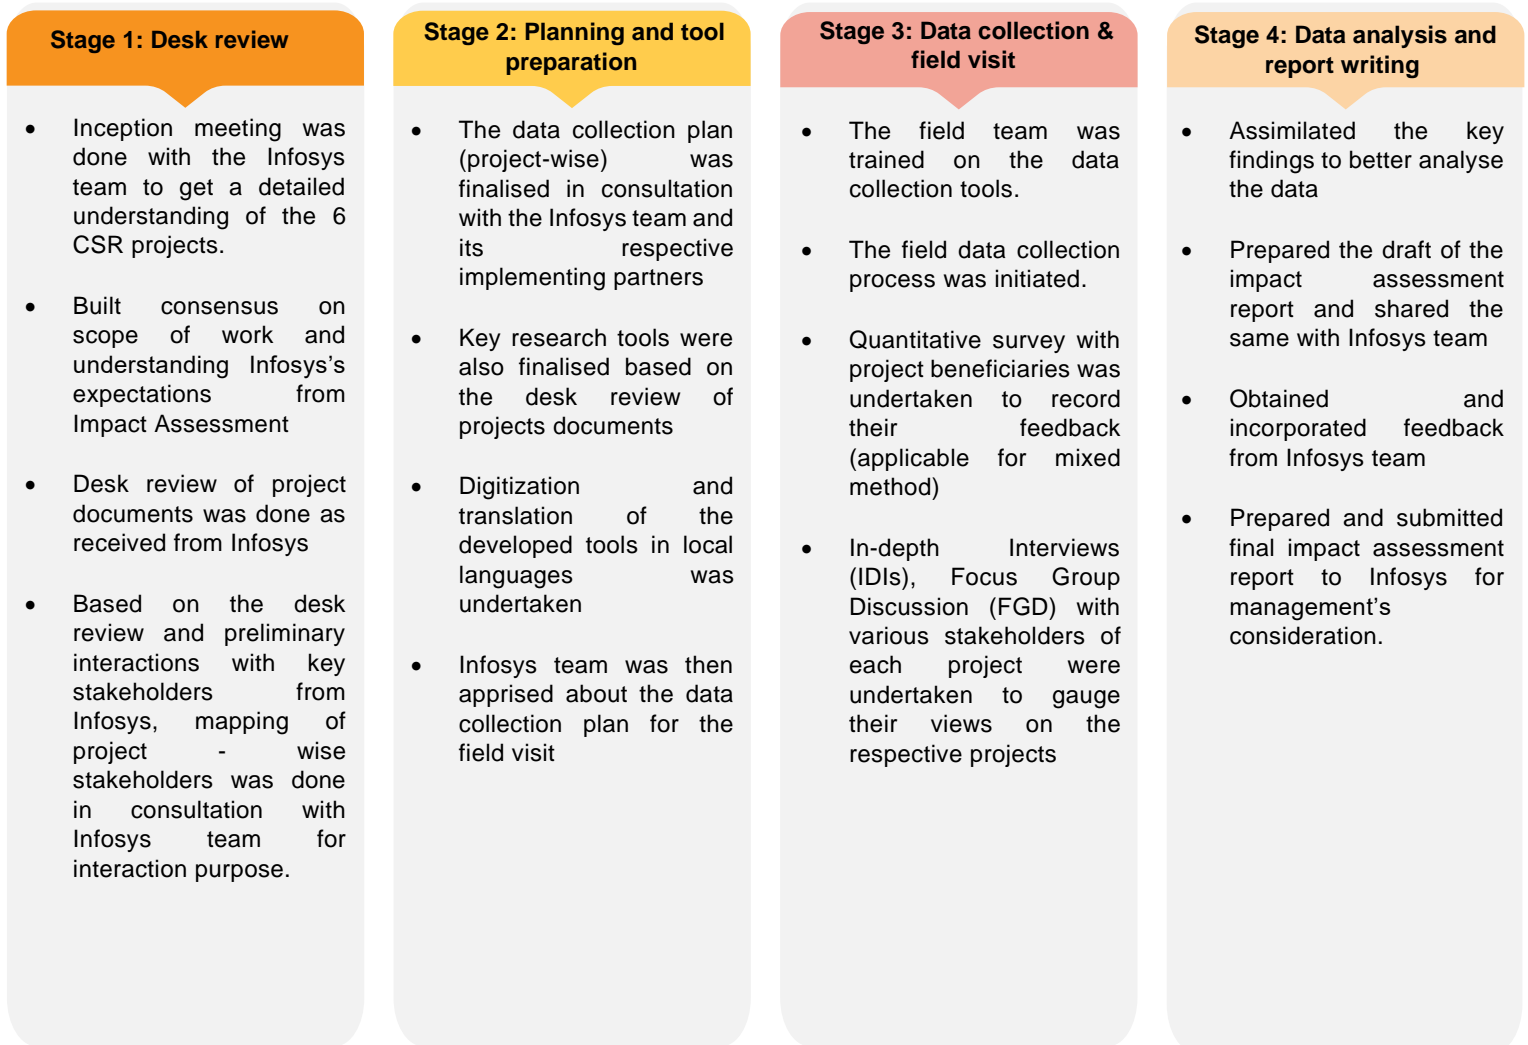 Stage 1: Desk review
• Inception meeting was
done with the Infosys
team to get a detailed
understanding of the 6
CSR projects.
• Built consensus on
scope of work and
understanding Infosys’s
expectations from
Impact Assessment
• Desk review of project
documents was done as
received from Infosys
• Based on the desk
review and preliminary
interactions with key
stakeholders from
Infosys, mapping of
project - wise
stakeholders was done
in consultation with
Infosys team for
interaction purpose.
Stage 2: Planning and tool
preparation
• The data collection plan
(project-wise) was
finalised in consultation
with the Infosys team and
its respective
implementing partners
• Key research tools were
also finalised based on
the desk review of
projects documents
• Digitization and
translation of the
developed tools in local
languages was
undertaken
• Infosys team was then
apprised about the data
collection plan for the
field visit
Stage 3: Data collection &
field visit
• The field team was
trained on the data
collection tools.
• The field data collection
process was initiated.
• Quantitative survey with
project beneficiaries was
undertaken to record
their feedback
(applicable for mixed
method)
• In-depth Interviews
(IDIs), Focus Group
Discussion (FGD) with
various stakeholders of
each project were
undertaken to gauge
their views on the
respective projects
Stage 4: Data analysis and
report writing
• Assimilated the key
findings to better analyse
the data
• Prepared the draft of the
impact assessment
report and shared the
same with Infosys team
• Obtained and
incorporated feedback
from Infosys team
• Prepared and submitted
final impact assessment
report to Infosys for
management’s
consideration.